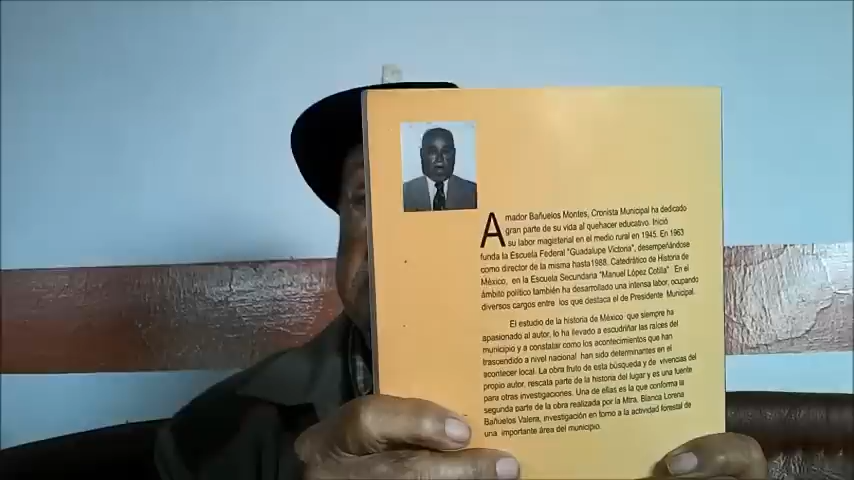 Amador Bañuelos Montes, Cronista Municipal ha dedicado
gran parte de su vida al quehacer educativo. Inició
su labor magisterial en el medio rural en 1945. En 1963
funda la Escuela Federal "Guadalupe Victoria", desempeñándose
como director de la misma hasta1988. Catedrático de Historia de
México, en la Escuela Secundaria "Manuel López Cotilla". En el
ámbito político también ha desarrollado una intensa labor, ocupando
diversos cargos entre los que destaca el de Presidente Municipal.
El estudio de la historia de México que siempre ha
apasionado al autor, lo ha llevado a escudriñar las raíces del
municipio y a constatar como los acontecimientos que han
trascendido a nivel nacional han sido determinantes en el
acontecer local. La obra fruto de esta búsqueda y de vivencias del
propio autor, rescata parte de la historia del lugar y es generadora
para otras investigaciones. Una de ellas es la que conforma la
segunda parte de la obra realizada por la Mtra. Blanca Lorena
Bañuelos Valera, investigación en torno a la actividad forestal de
una importante área del municipio.